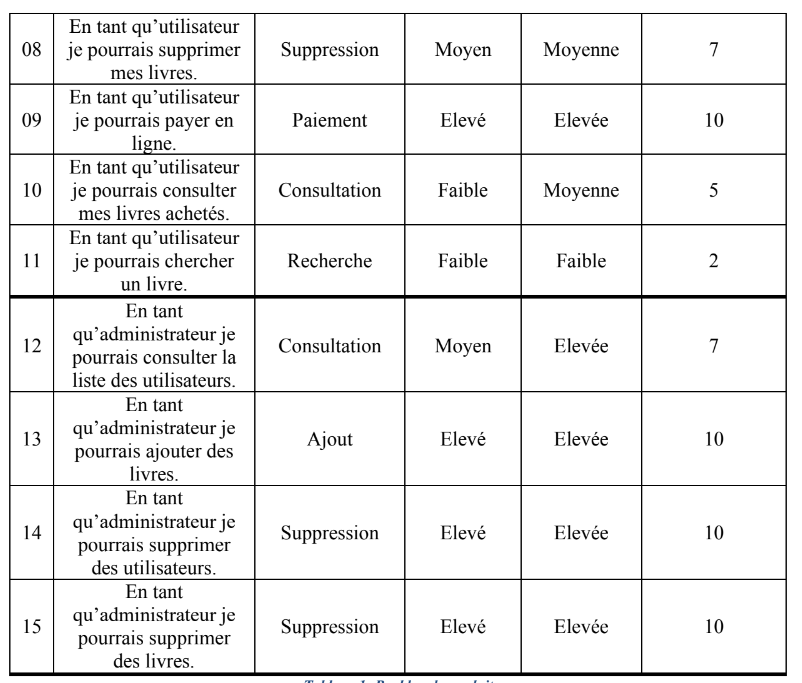 En tant qu’utilisateur
08 je pourrais supprimer Suppression Moyen Moyenne 7
mes livres.
En tant qu’utilisateur
09 je pourrais payer en Paiement Elevé Elevée 10
ligne.
En tant qu’utilisateur
10 je pourrais consulter Consultation Faible Moyenne 5
mes livres achetés.
En tant qu’utilisateur
11 je pourrais chercher Recherche Faible Faible 2
un livre.
En tant
qu’administrateur je
12 pourrais consulter la Consultation Moyen Elevée 7
liste des utilisateurs.
En tant
qu’administrateur je
13 pourrais ajouter des Ajout Elevé Elevée 10
livres.
En tant
qu’administrateur je
14 pourrais supprimer Suppression Elevé Elevée 10
des utilisateurs.
En tant
qu’administrateur je
15 pourrais supprimer Suppression Elevé Elevée 10
des livres.